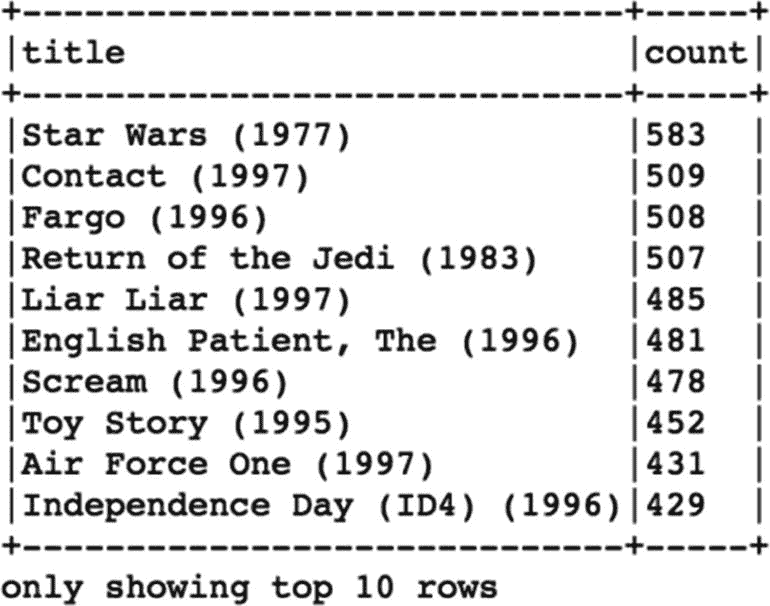 +------------------------------+-----+
|title                         |count|
+------------------------------+-----+
|Star Wars (1977)              |583  |
|Contact (1997)                |509  |
|Fargo (1996)                  |508  |
|Return of the Jedi (1983)     |507  |
|Liar Liar (1997)              |485  |
|English Patient, The (1996)   |481  |
|Scream (1996)                 |478  |
|Toy Story (1995)              |452  |
|Air Force One (1997)          |431  |
|Independence Day (ID4) (1996)|429  |
+------------------------------+-----+
only showing top 10 rows